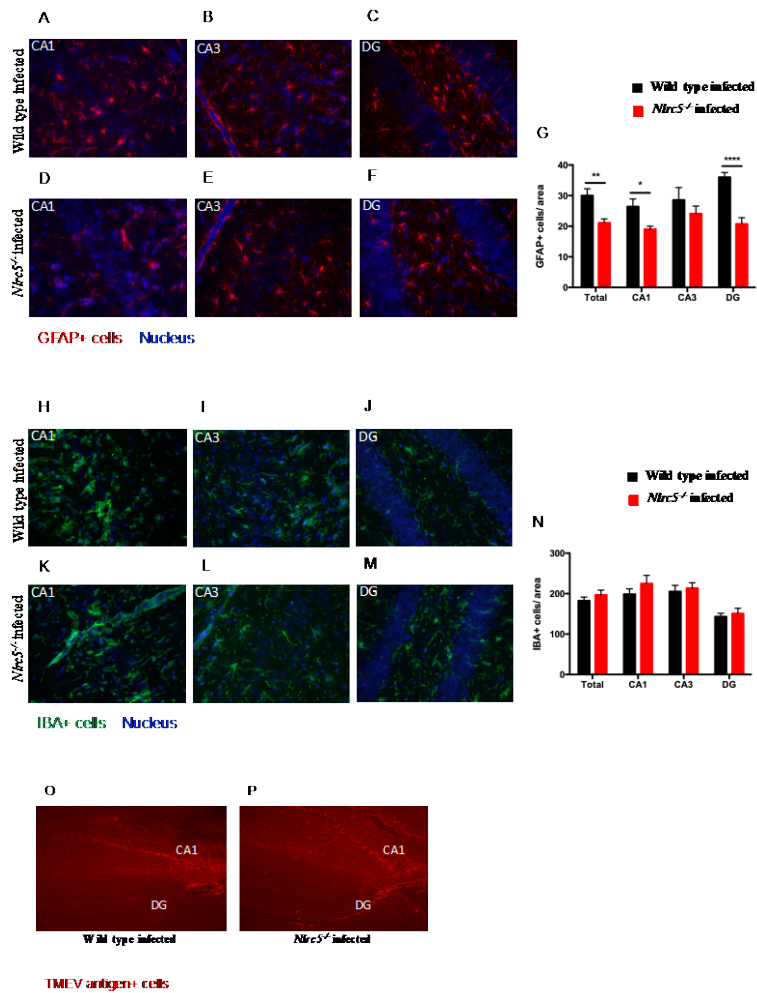 A B C
CA1 CA3 DG
Wild type infected
D E F
CA1 CA3 DG
Nlrc5-/- infected
GFAP+ cells Nucleus
Wild type infected
Nlrc5-/- infected
G
GFAP+ cells/ area
40
30
20
10
0
** * ****
Total CA1 CA3 DG
H I J
CA1 CA3 DG
Wild type infected
K L M
CA1 CA3 DG
Nlrc5-/- infected
IBA+ cells Nucleus
Wild type infected
Nlrc5-/- infected
N
IBA+ cells/ area
300
200
100
0
Total CA1 CA3 DG
O P
CA1 CA1
DG DG
Wild type infected Nlrc5-/- infected
TMEV antigen+ cells